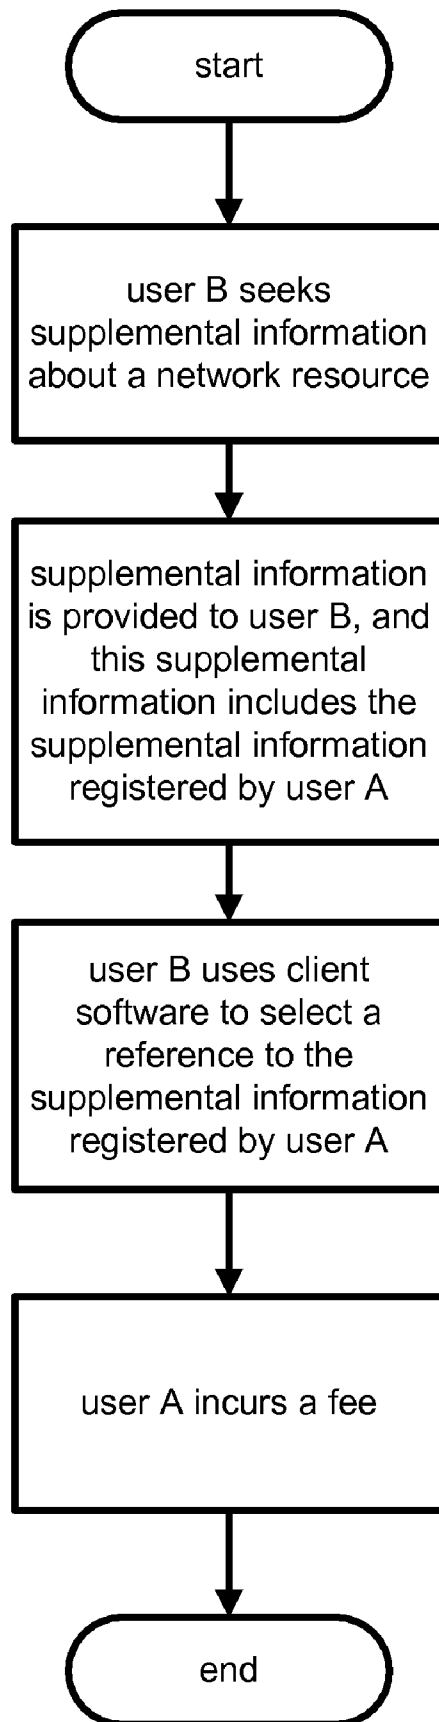 start
user B seeks
supplemental information
about a network resource
supplemental information
is provided to user B, and
this supplemental
information includes the
supplemental information
registered by user A
user B uses client
software to select a
reference to the
supplemental information
registered by user A
user A incurs a fee
end